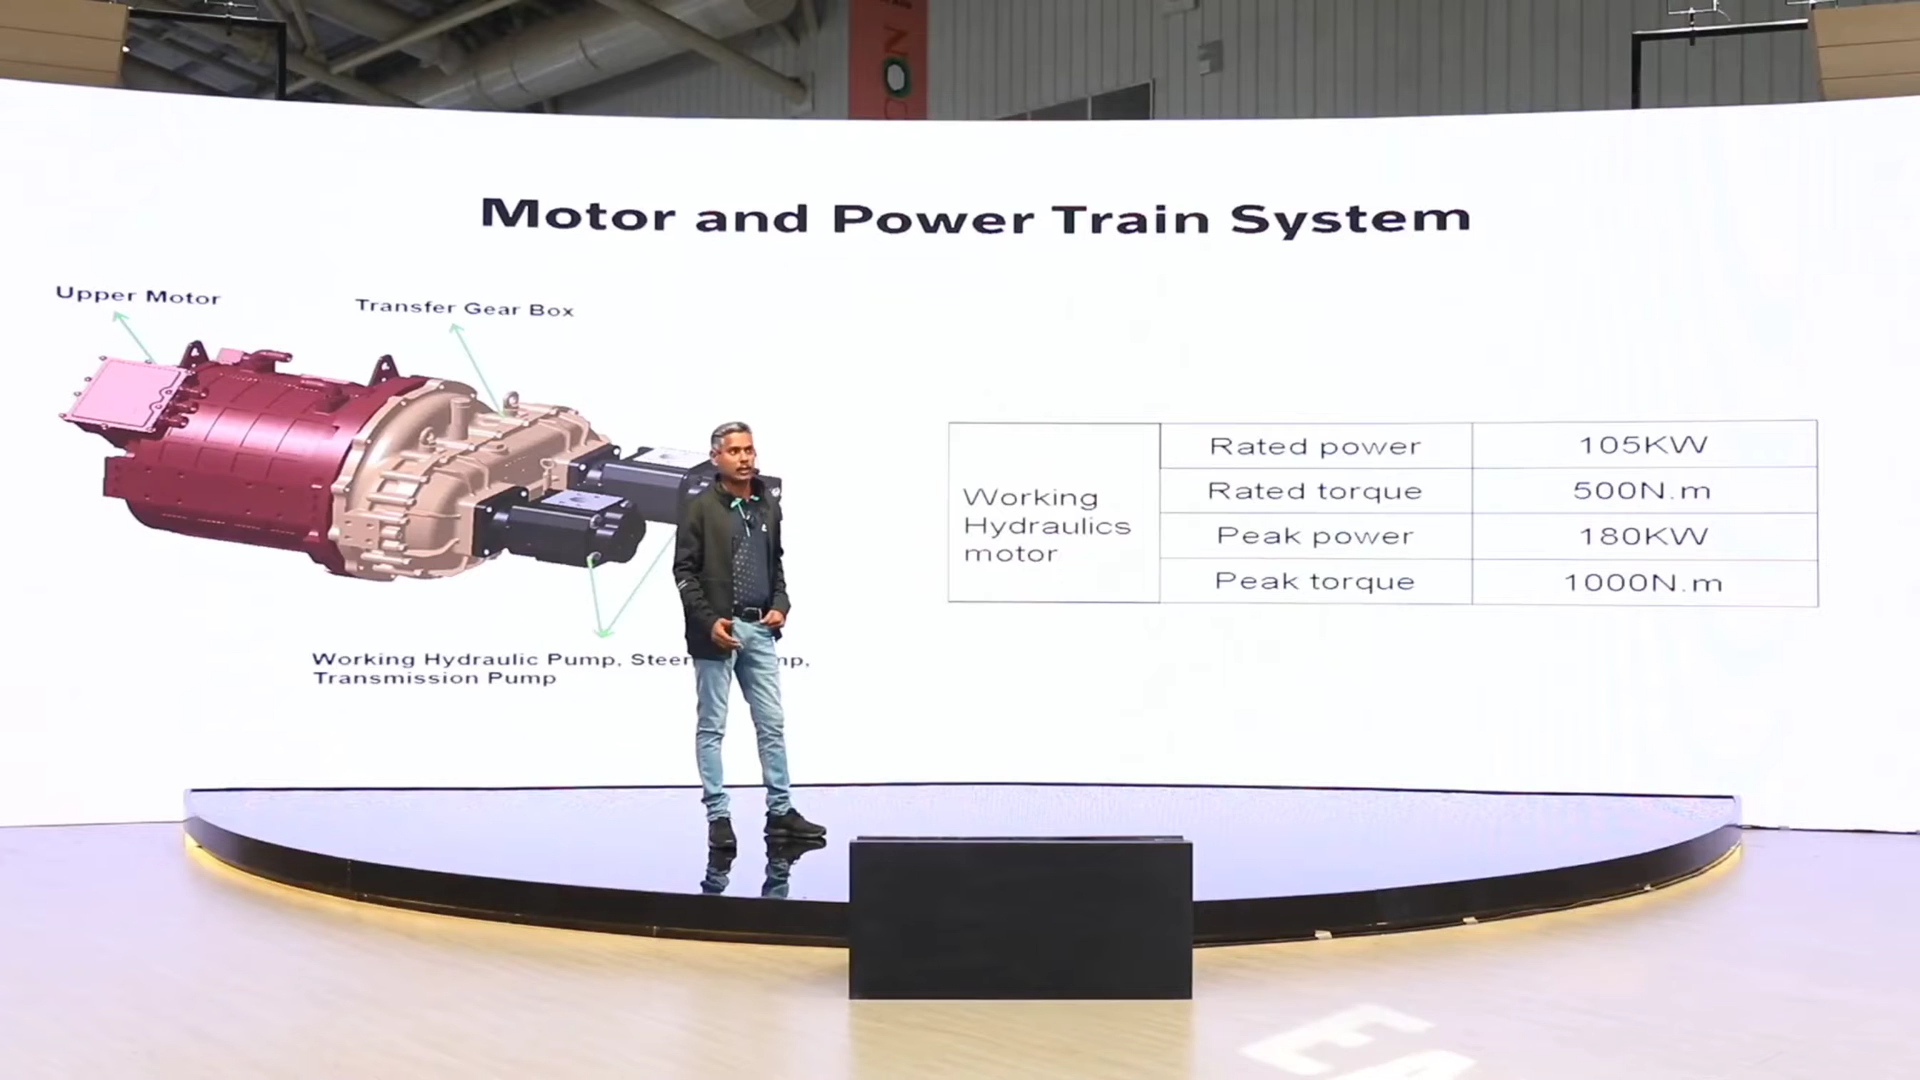 CON
Motor and Power Train System
Upper Motor
Transfer Gear Box
Working Hydraulics motor
Rated power 105KW
Rated torque 500N.m
Peak power 180KW
Peak torque 1000N.m
Working Hydraulic Pump,
Transmission Pump